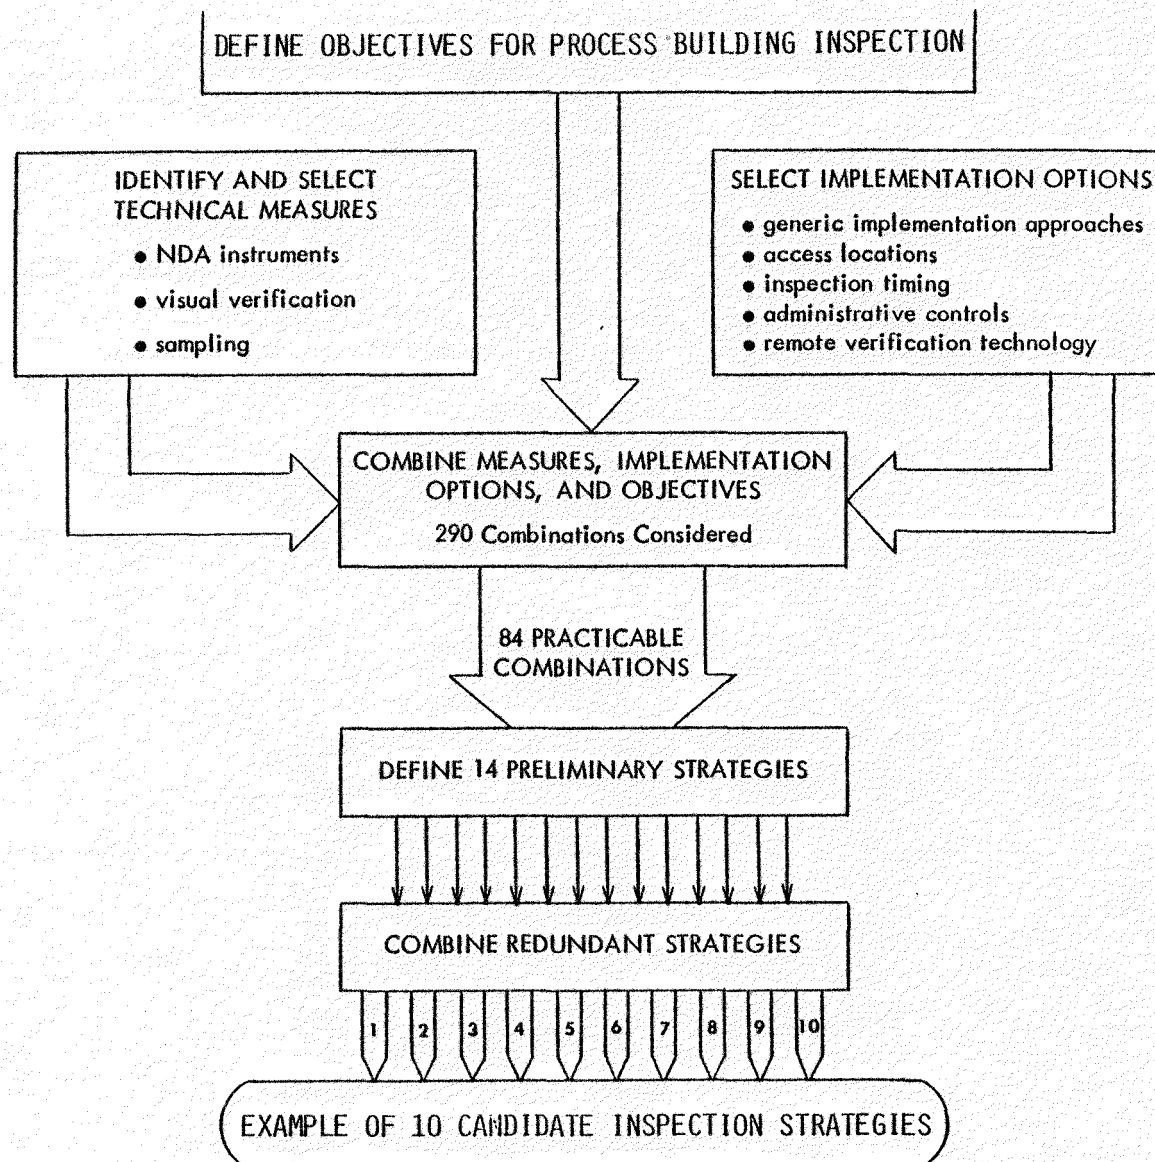 DEFINE OBJECTIVES FOR PROCESS BUILDING INSPECTION
IDENTIFY AND SELECT
TECHNICAL MEASURES
• NDA instruments
• visual verification
• sampling
SELECT IMPLEMENTATION OPTIONS
• generic implementation approaches
• access locations
• inspection timing
• administrative controls
• remote verification technology
COMBINE MEASURES, IMPLEMENTATION
OPTIONS, AND OBJECTIVES
290 Combinations Considered
84 PRACTICABLE
COMBINATIONS
DEFINE 14 PRELIMINARY STRATEGIES
COMBINE REDUNDANT STRATEGIES
1 2 3 4 5 6 7 8 9 10
EXAMPLE OF 10 CANDIDATE INSPECTION STRATEGIES